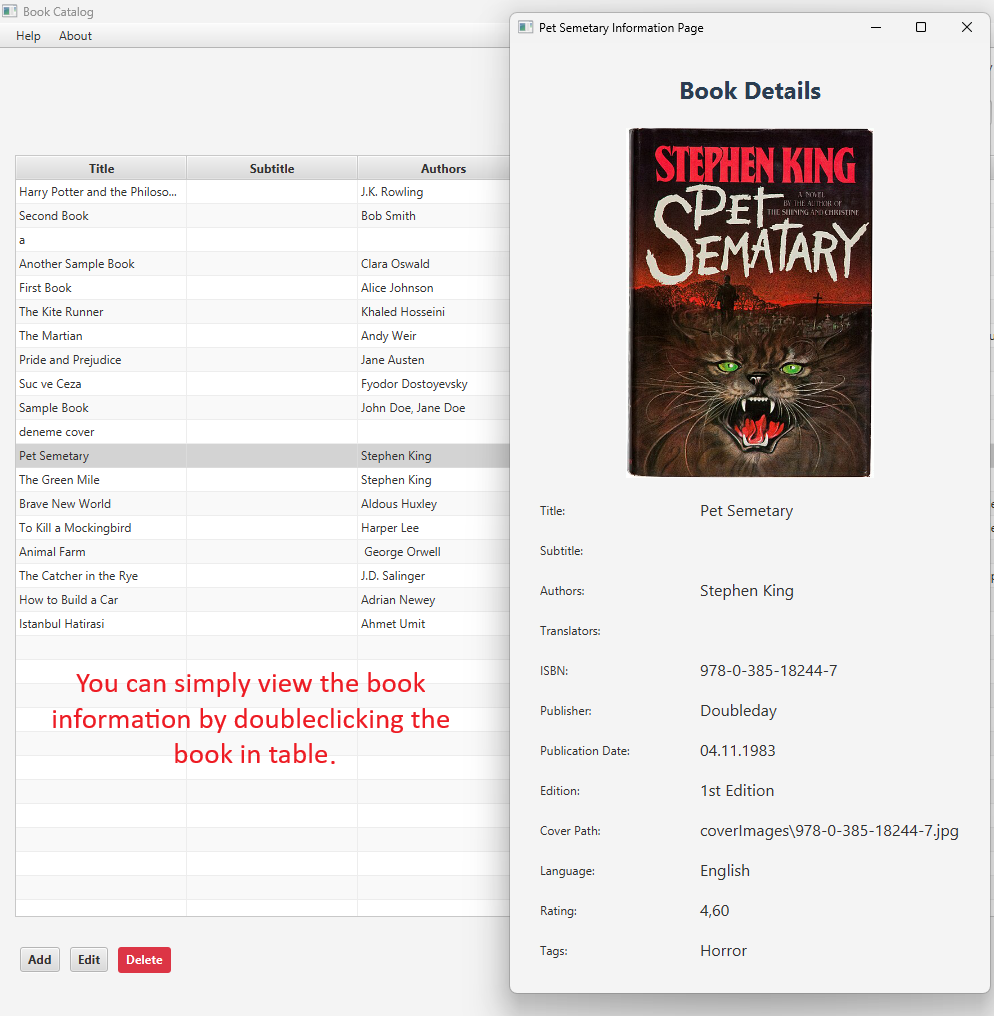 Book Catalog
Help About
Title Subtitle Authors
Harry Potter and the Philoso... J.K. Rowling
Second Book Bob Smith
a
Another Sample Book Clara Oswald
First Book Alice Johnson
The Kite Runner Khaled Hosseini
The Martian Andy Weir
Pride and Prejudice Jane Austen
Suc ve Ceza Fyodor Dostoyevsky
Sample Book John Doe, Jane Doe
deneme cover
Pet Semetary Stephen King
The Green Mile Stephen King
Brave New World Aldous Huxley
To Kill a Mockingbird Harper Lee
Animal Farm George Orwell
The Catcher in the Rye J.D. Salinger
How to Build a Car Adrian Newey
Istanbul Hatirasi Ahmet Umit
You can simply view the book
information by doubleclicking the
book in table.
Add Edit Delete
Pet Semetary Information Page
Book Details
STEPHEN KING
PET
A NOVEL
BY THE AUTHOR OF
THE SHINING AND CHRISTINE
SEMATARY
Title: Pet Semetary
Subtitle:
Authors: Stephen King
Translators:
ISBN: 978-0-385-18244-7
Publisher: Doubleday
Publication Date: 04.11.1983
Edition: 1st Edition
Cover Path: coverImages\978-0-385-18244-7.jpg
Language: English
Rating: 4,60
Tags: Horror